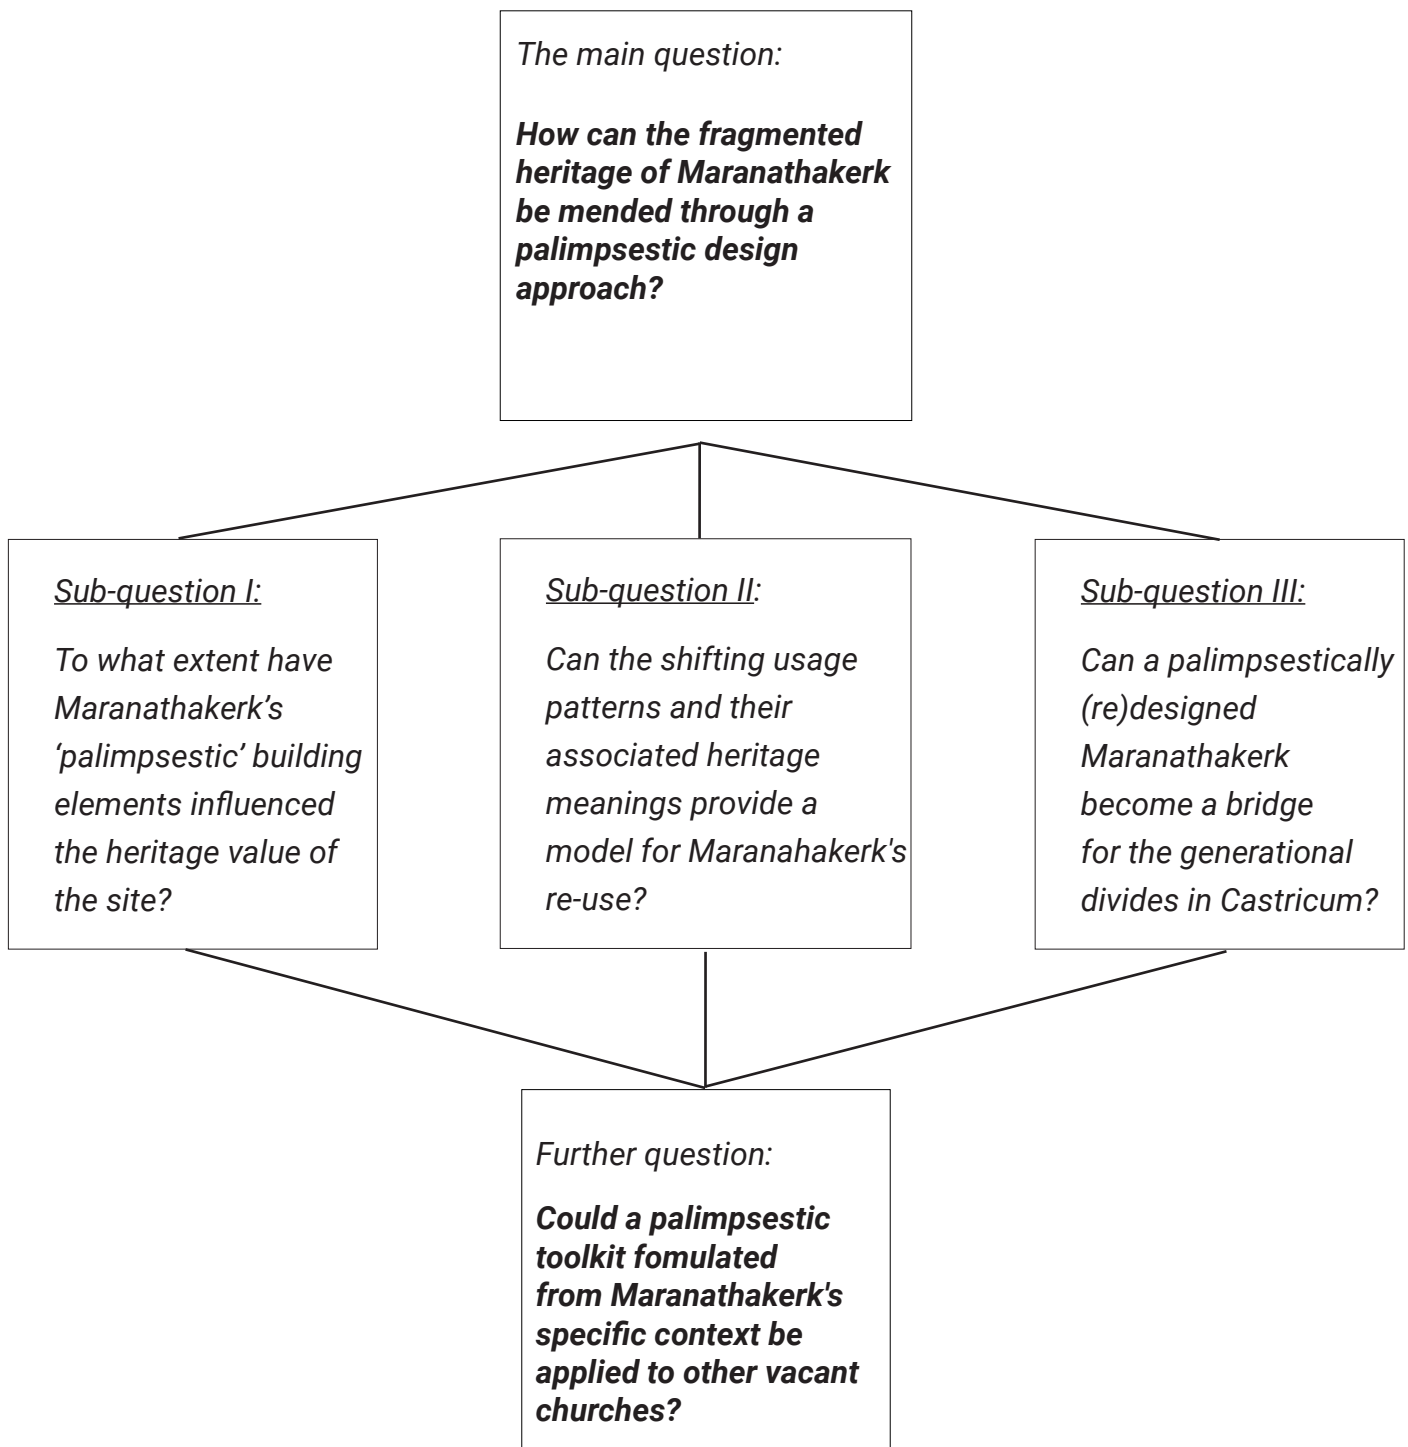 The main question:
How can the fragmented
heritage of Maranathakerk
be mended through a
palimpsestic design
approach?
Sub-question I:
To what extent have
Maranathakerk’s
‘palimpsestic’ building
elements influenced
the heritage value of
the site?
Sub-question II:
Can the shifting usage
patterns and their
associated heritage
meanings provide a
model for Maranahakerk's
re-use?
Sub-question III:
Can a palimpsestically
(re)designed
Maranathakerk
become a bridge
for the generational
divides in Castricum?
Further question:
Could a palimpsestic
toolkit fomulated
from Maranathakerk's
specific context be
applied to other vacant
churches?